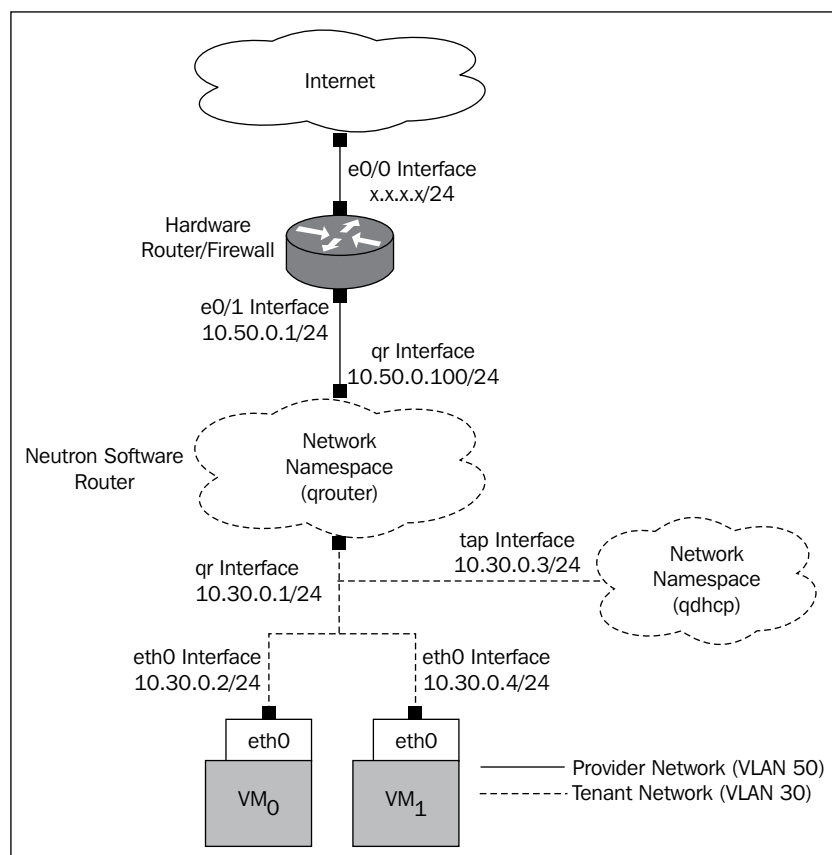 Internet
e0/0 Interface
x.x.x.x/24
Hardware
Router/Firewall
e0/1 Interface
10.50.0.1/24
qr Interface
10.50.0.100/24
Neutron Software
Router
Network
Namespace
(qrouter)
tap Interface
10.30.0.3/24
Network
Namespace
(qdhcp)
qr Interface
10.30.0.1/24
eth0 Interface
10.30.0.2/24
eth0 Interface
10.30.0.4/24
eth0
VM0
eth0
VM1
Provider Network (VLAN 50)
Tenant Network (VLAN 30)